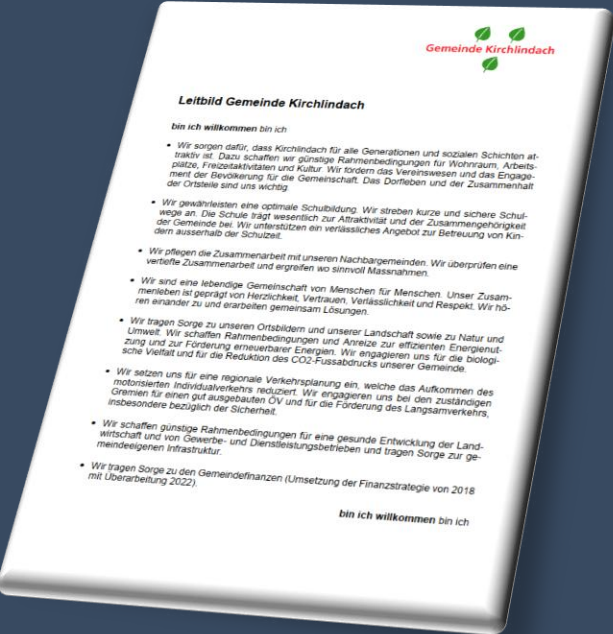 Gemeinde Kirchlindach
Leitbild Gemeinde Kirchlindach
bin ich willkommen bin ich
• Wir sorgen dafür, dass Kirchlindach für alle Generationen und sozialen Schichten at-
traktiv ist. Dazu schaffen wir günstige Rahmenbedingungen für Wohnraum, Arbeits-
plätze, Freizeitaktivitäten und Kultur. Wir fördern das Vereinswesen und das Engage-
ment der Bevölkerung für die Gemeinschaft. Das Dorfleben und der Zusammenhalt
der Ortsteile sind uns wichtig.
• Wir gewährleisten eine optimale Schulbildung. Wir streben kurze und sichere Schul-
wege an. Die Schule trägt wesentlich zur Attraktivität und der Zusammengehörigkeit
der Gemeinde bei. Wir unterstützen ein verlässliches Angebot zur Betreuung von Kin-
dern ausserhalb der Schulzeit.
• Wir pflegen die Zusammenarbeit mit unseren Nachbargemeinden. Wir überprüfen eine
vertiefte Zusammenarbeit und ergreifen wo sinnvoll Massnahmen.
• Wir sind eine lebendige Gemeinschaft von Menschen für Menschen. Unser Zusam-
menleben ist geprägt von Herzlichkeit, Vertrauen, Verlässlichkeit und Respekt. Wir hö-
ren einander zu und erarbeiten gemeinsam Lösungen.
• Wir tragen Sorge zu unseren Ortsbildern und unserer Landschaft sowie zu Natur und
Umwelt. Wir schaffen Rahmenbedingungen und Anreize zur effizienten Energienut-
zung und zur Förderung erneuerbarer Energien. Wir engagieren uns für die biologi-
sche Vielfalt und für die Reduktion des CO2-Fussabdrucks unserer Gemeinde.
• Wir setzen uns für eine regionale Verkehrsplanung ein, welche das Aufkommen des
motorisierten Individualverkehrs reduziert. Wir engagieren uns bei den zuständigen
Gremien für einen gut ausgebauten ÖV und für die Förderung des Langsamverkehrs,
insbesondere bezüglich der Sicherheit.
• Wir schaffen günstige Rahmenbedingungen für eine gesunde Entwicklung der Land-
wirtschaft und von Gewerbe- und Dienstleistungsbetrieben und tragen Sorge zur ge-
meindeeigenen Infrastruktur.
• Wir tragen Sorge zu den Gemeindefinanzen (Umsetzung der Finanzstrategie von 2018
mit Überarbeitung 2022).
bin ich willkommen bin ich